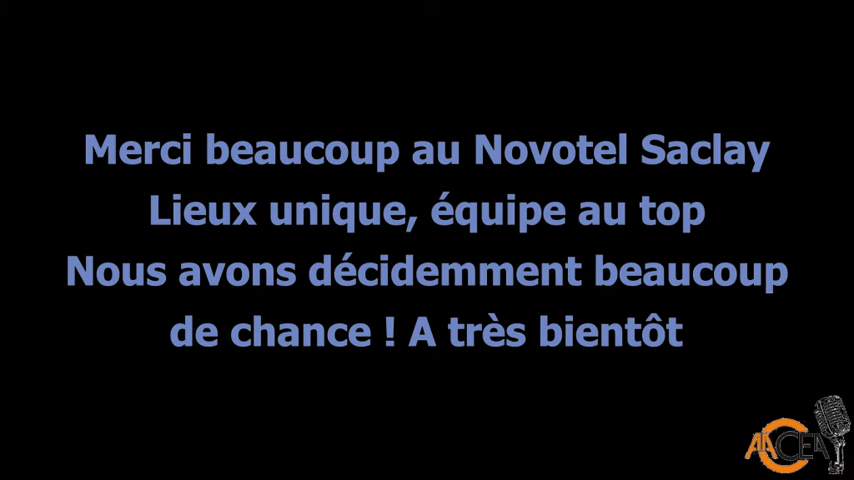 Merci beaucoup au Novotel Saclay
Lieux unique, équipe au top
Nous avons décidemment beaucoup
de chance ! A très bientôt